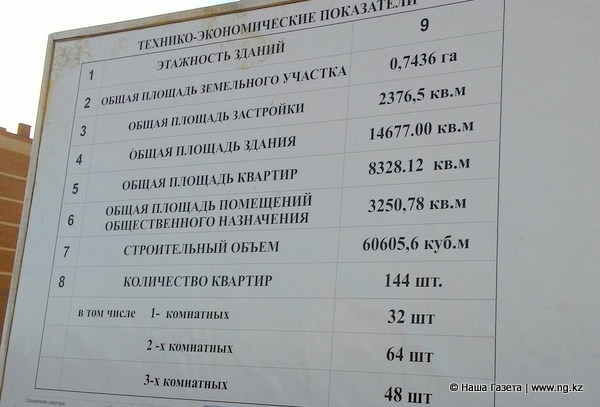 ТЕХНИКО-ЭКОНОМИЧЕСКИЕ ПОКАЗАТЕЛИ
1 ЭТАЖНОСТЬ ЗДАНИЙ 9
2 ОБЩАЯ ПЛОЩАДЬ ЗЕМЕЛЬНОГО УЧАСТКА 0,7436 га
3 ОБЩАЯ ПЛОЩАДЬ ЗАСТРОЙКИ 2376,5 кв.м
4 ОБЩАЯ ПЛОЩАДЬ ЗДАНИЯ 14677.00 кв.м
5 ОБЩАЯ ПЛОЩАДЬ КВАРТИР 8328.12 кв.м
6 ОБЩАЯ ПЛОЩАДЬ ПОМЕЩЕНИЙ
ОБЩЕСТВЕННОГО НАЗНАЧЕНИЯ 3250,78 кв.м
7 СТРОИТЕЛЬНЫЙ ОБЪЕМ 60605,6 куб.м
8 КОЛИЧЕСТВО КВАРТИР 144 шт.
в том числе 1- комнатных 32 шт
2 -х комнатных 64 шт
3-х комнатных 48 шт
© Наша Газета | www.ng.kz